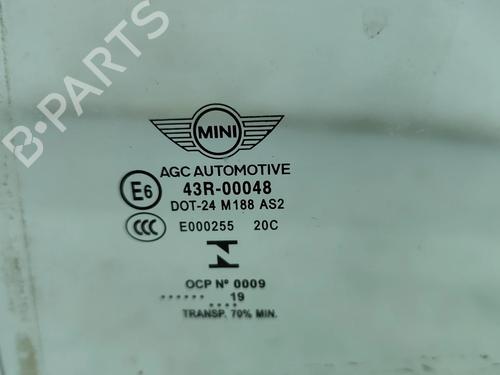 B-PARTS
MINI
AGC AUTOMOTIVE
E6 43R-00048
DOT-24 M188 AS2
CCC E000255 20C
OCP Nº 0009
...... 19
....
TRANSP. 70% MIN.